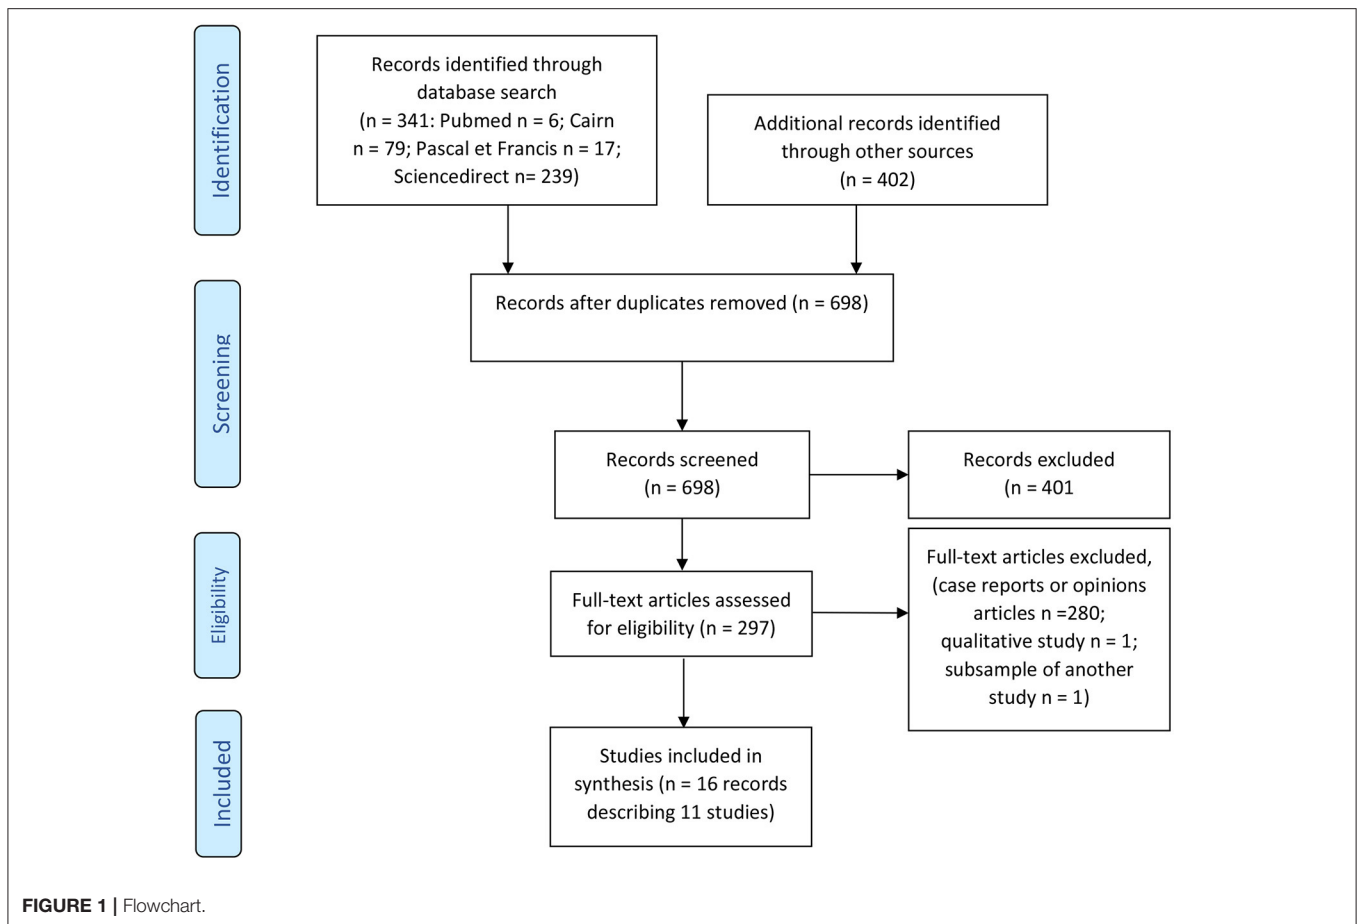 Identification
Records identified through
database search
(n = 341: Pubmed n = 6; Cairn
n = 79; Pascal et Francis n = 17;
Sciencedirect n= 239)
Additional records identified
through other sources
(n = 402)
Screening
Records after duplicates removed (n = 698)
Records screened
(n = 698)
Records excluded
(n = 401
Eligibility
Full-text articles assessed
for eligibility (n = 297)
Full-text articles excluded,
(case reports or opinions
articles n =280;
qualitative study n = 1;
subsample of another
study n = 1)
Included
Studies included in
synthesis (n = 16 records
describing 11 studies)
FIGURE 1 | Flowchart.